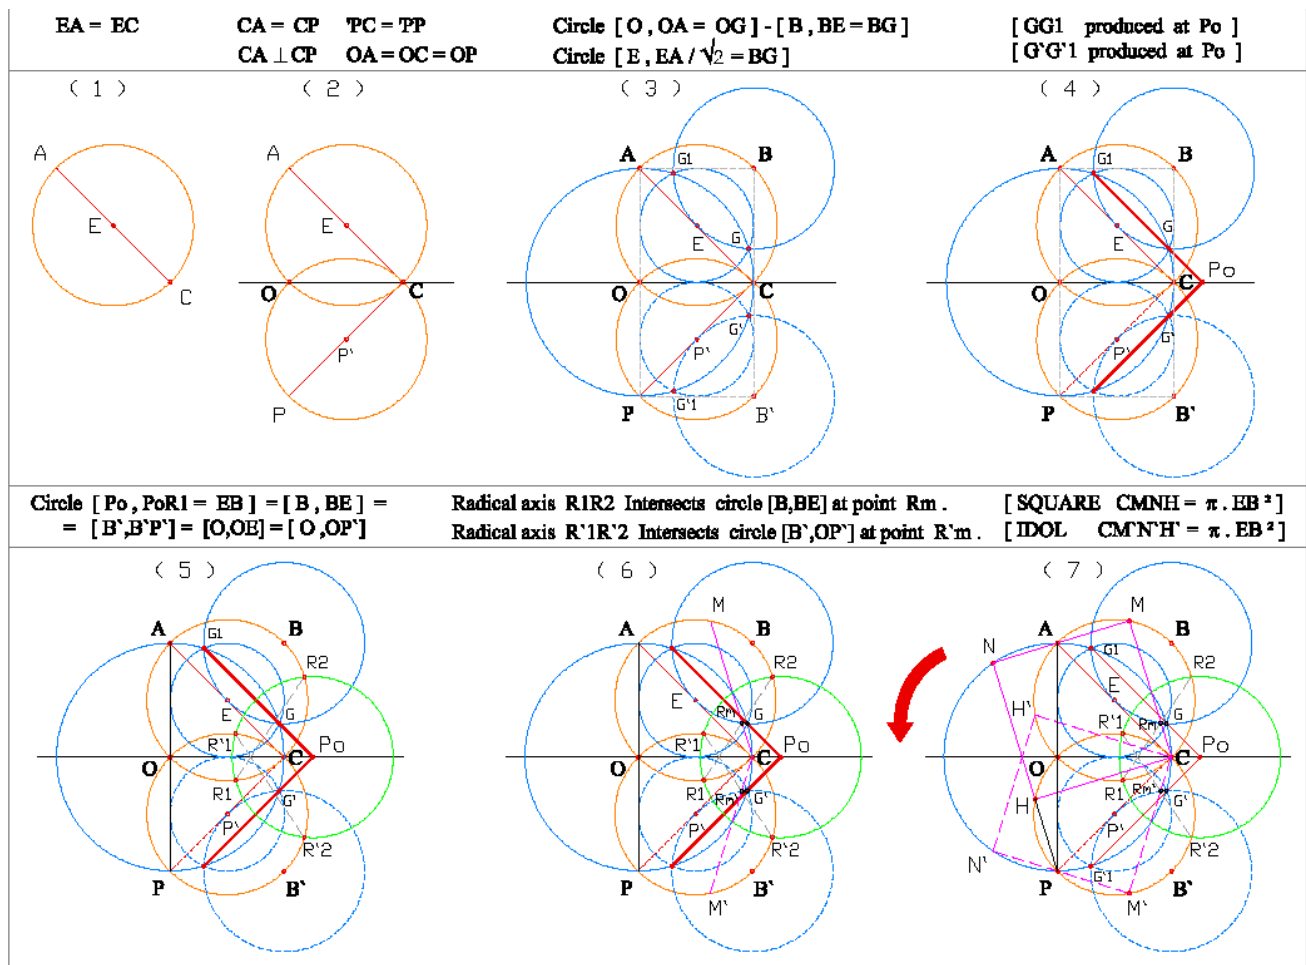 EA = EC
CA = CP 'PC = 'PP
CA ⊥ CP OA = OC = OP
Circle [ O , OA = OG ] - [ B , BE = BG ]
Circle [ E , EA / √2 = BG ]
[ GG1 produced at Po ]
[ G`G`1 produced at Po ]
( 1 ) ( 2 ) ( 3 ) ( 4 )
A
E
C
A
E
O C
P`
P
A G1 B
E G
O C
P` G`
G`1
P B`
A G1 B
E G
O C Po
P` G`
P B`
Circle [ Po , PoR1 = EB ] = [ B , BE ] =
= [ B`,B`P`] = [O,OE] = [ O ,OP`]
Radical axis R1R2 Intersects circle [B,BE] at point Rm .
Radical axis R`1R`2 Intersects circle [B`,OP`] at point R`m .
[ SQUARE CMNH = π . EB ² ]
[ IDOL CM`N`H` = π . EB ² ]
( 5 ) ( 6 ) ( 7 )
A G1 B
R2
E G
R`1 Po
O C
R1 G`
P`
R`2
P B`
M
A B
R2
E Rm G
R`1 Po
O C
R1 Rm` G`
P`
R`2
P B`
M`
M
A B
N G1 R2
E
H` R`1 Rm G
Po
O C
R1 Rm` G`
H P`
R`2
N` G`1
P B`
M`